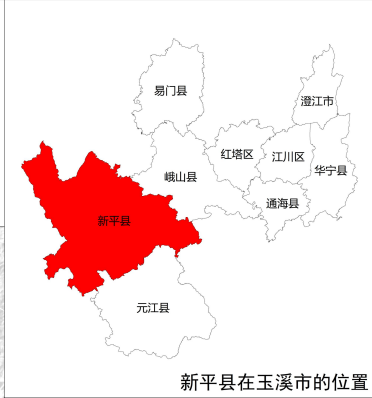 易门县
澄江市
红塔区
江川区
峨山县
华宁县
通海县
新平县
元江县
新平县在玉溪市的位置